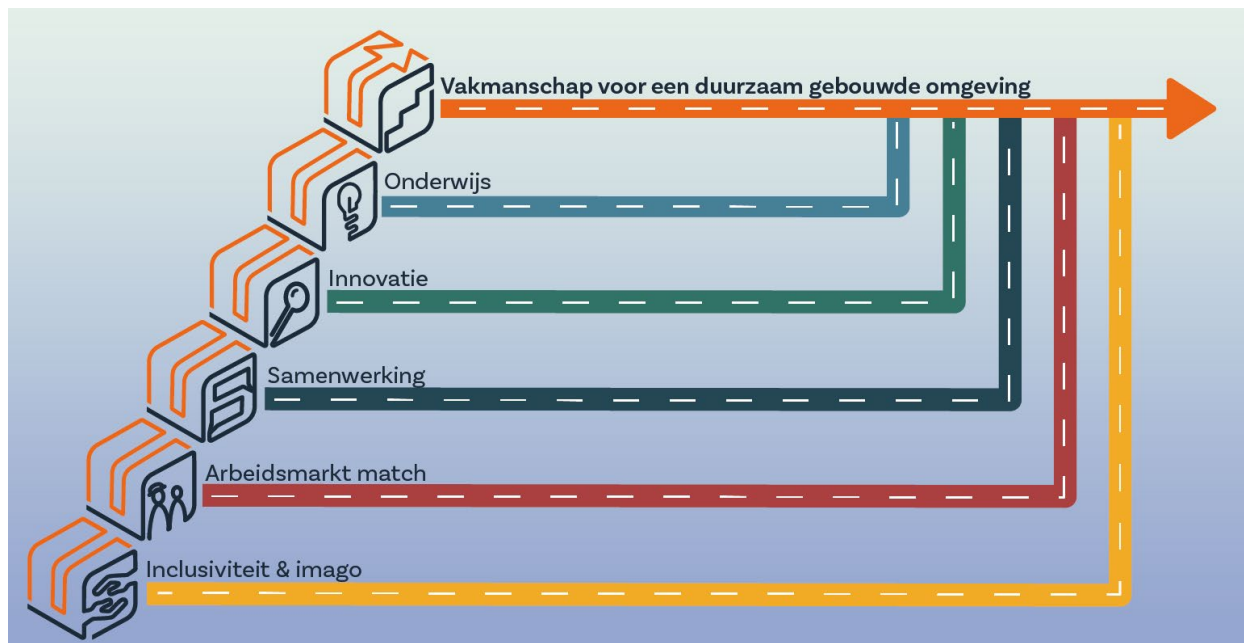 Vakmanschap voor een duurzaam gebouwde omgeving
Onderwijs
Innovatie
Samenwerking
Arbeidsmarkt match
Inclusiviteit & imago